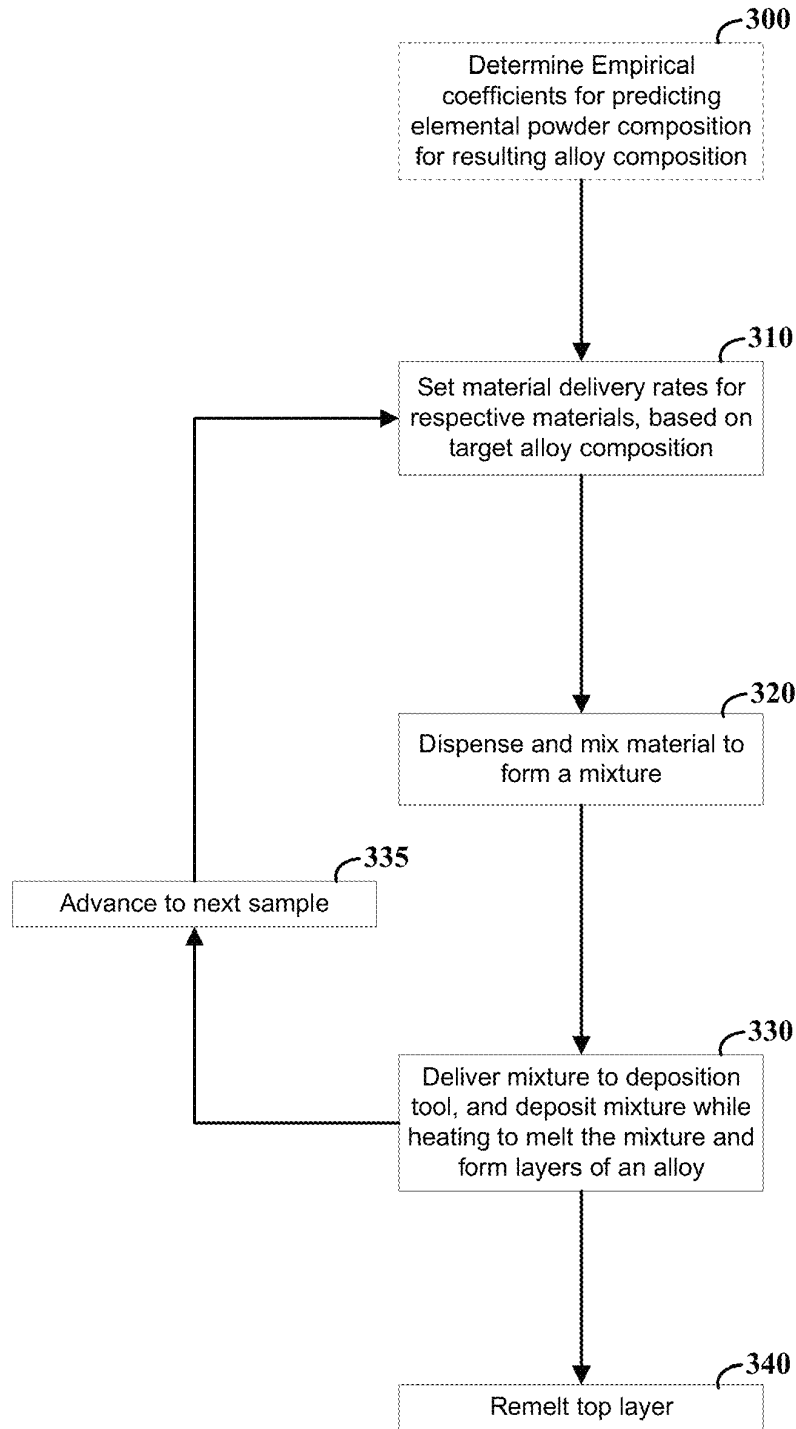 300
Determine Empirical
coefficients for predicting
elemental powder composition
for resulting alloy composition
310
Set material delivery rates for
respective materials, based on
target alloy composition
320
Dispense and mix material to
form a mixture
335
Advance to next sample
330
Deliver mixture to deposition
tool, and deposit mixture while
heating to melt the mixture and
form layers of an alloy
340
Remelt top layer